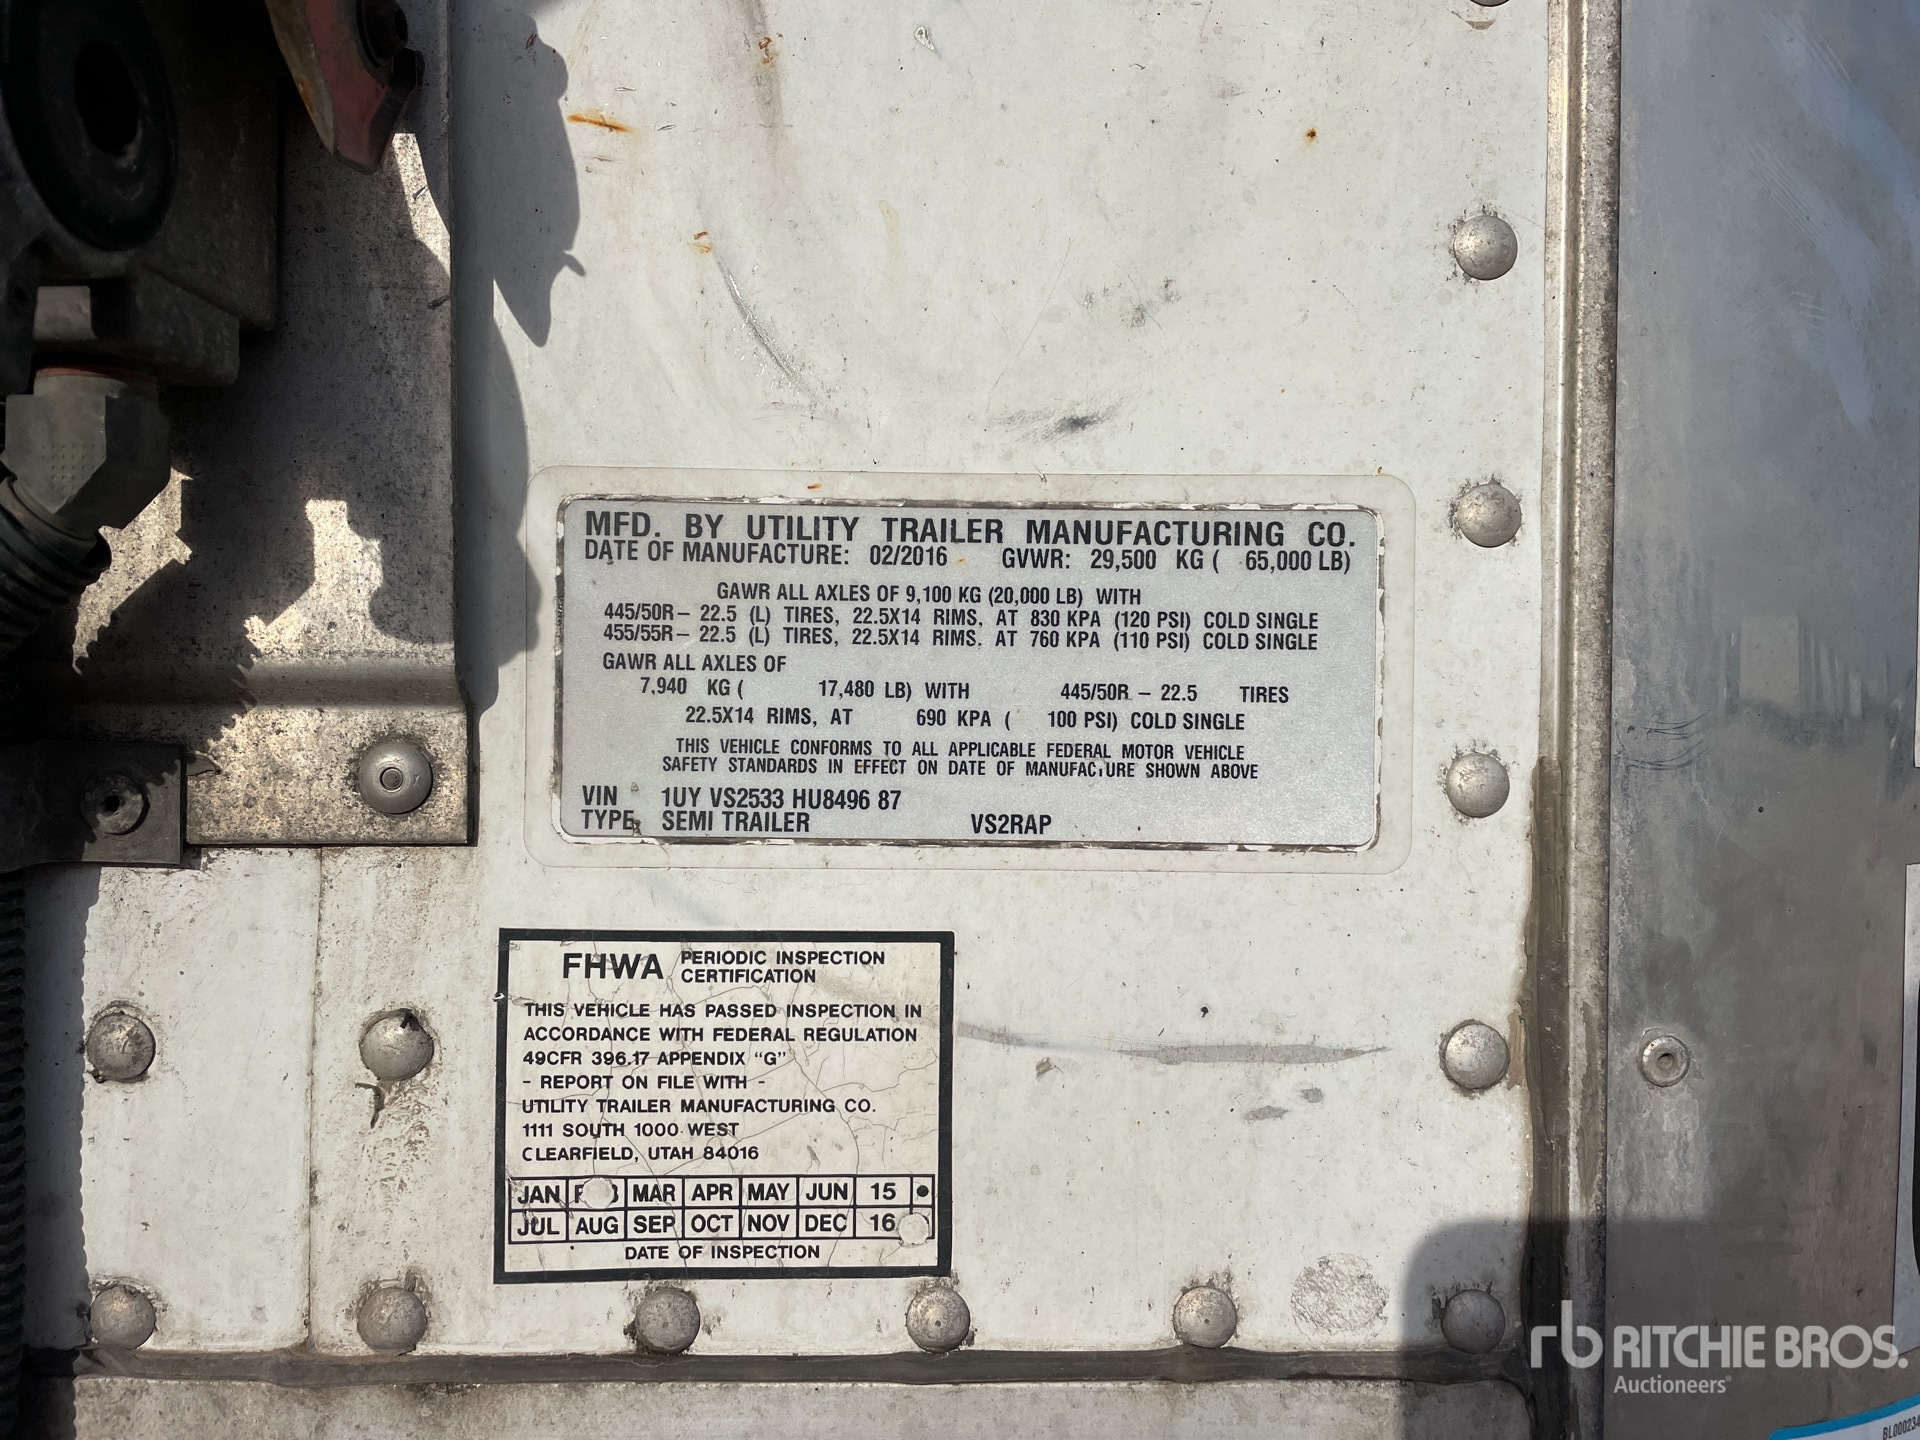 MFD. BY UTILITY TRAILER MANUFACTURING CO.
DATE OF MANUFACTURE: 02/2016 GVWR: 29,500 KG ( 65,000 LB)
GAWR ALL AXLES OF 9,100 KG (20,000 LB) WITH
445/50R – 22.5 (L) TIRES, 22.5X14 RIMS, AT 830 KPA (120 PSI) COLD SINGLE
455/55R – 22.5 (L) TIRES, 22.5X14 RIMS. AT 760 KPA (110 PSI) COLD SINGLE
GAWR ALL AXLES OF
7,940 KG ( 17,480 LB) WITH 445/50R – 22.5 TIRES
22.5X14 RIMS, AT 690 KPA ( 100 PSI) COLD SINGLE
THIS VEHICLE CONFORMS TO ALL APPLICABLE FEDERAL MOTOR VEHICLE
SAFETY STANDARDS IN EFFECT ON DATE OF MANUFACTURE SHOWN ABOVE
VIN 1UY VS2533 HU8496 87
TYPE SEMI TRAILER VS2RAP
FHWA PERIODIC INSPECTION
CERTIFICATION
THIS VEHICLE HAS PASSED INSPECTION IN
ACCORDANCE WITH FEDERAL REGULATION
49CFR 396.17 APPENDIX "G"
- REPORT ON FILE WITH -
UTILITY TRAILER MANUFACTURING CO.
1111 SOUTH 1000 WEST
CLEARFIELD, UTAH 84016
JAN MAR APR MAY JUN 15
JUL AUG SEP OCT NOV DEC 16
DATE OF INSPECTION
rb RITCHIE BROS.
Auctioneers